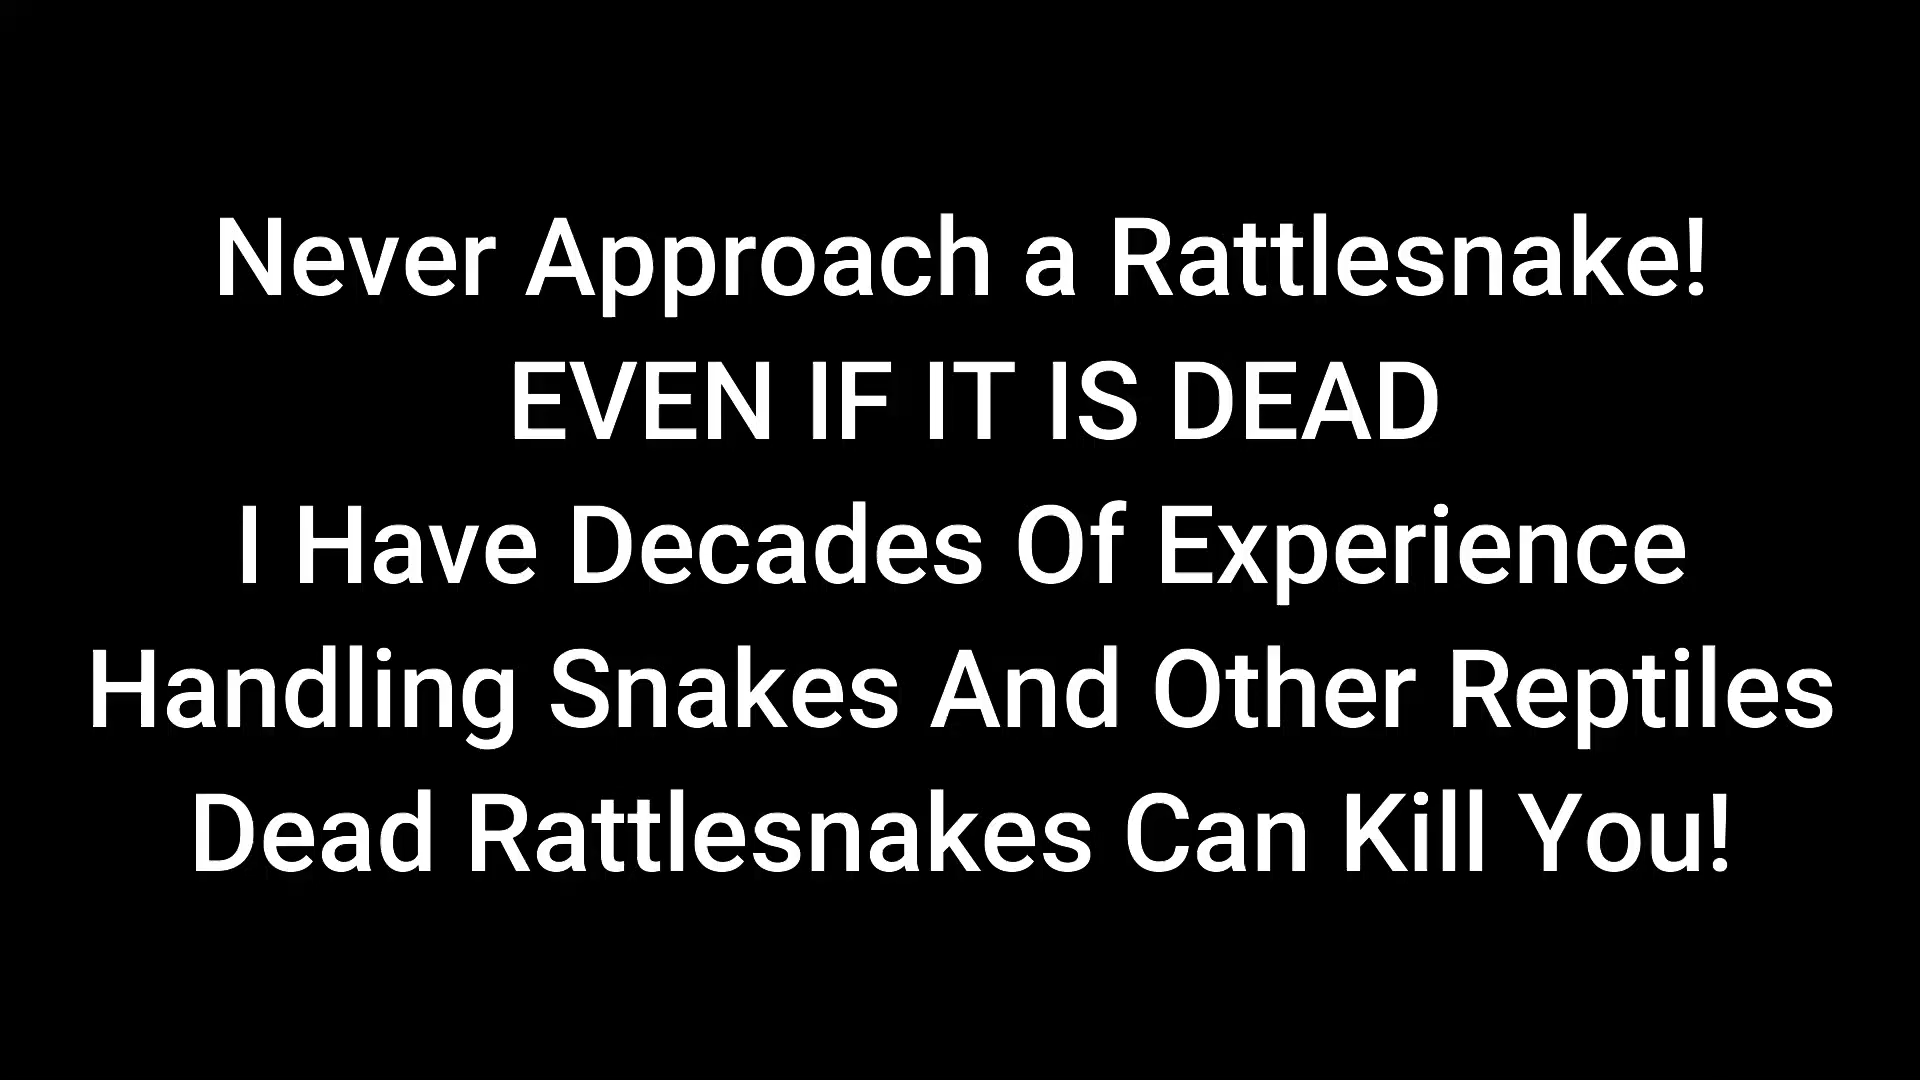 Never Approach a Rattlesnake!
EVEN IF IT IS DEAD
I Have Decades Of Experience
Handling Snakes And Other Reptiles
Dead Rattlesnakes Can Kill You!